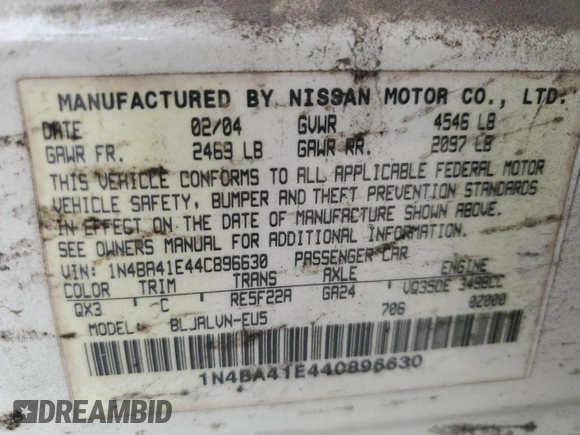 MANUFACTURED BY NISSAN MOTOR CO., LTD.
DATE 02/04 GVWR 4546 LB
GAWR FR. 2469 LB GAWR RR. 2097 LB
THIS VEHICLE CONFORMS TO ALL APPLICABLE FEDERAL MOTOR
VEHICLE SAFETY, BUMPER AND THEFT PREVENTION STANDARDS
IN EFFECT ON THE DATE OF MANUFACTURE SHOWN ABOVE.
SEE OWNERS MANUAL FOR ADDITIONAL INFORMATION.
VIN: 1N4BA41E44C896630 PASSENGER CAR
COLOR TRIM TRANS AXLE ENGINE
QX3 C RE5F22A GA24 VQ35DE 3498CC
MODEL: BLJALVN-EU5 706 0Z000
1N4BA41E44C896630
DREAMBID